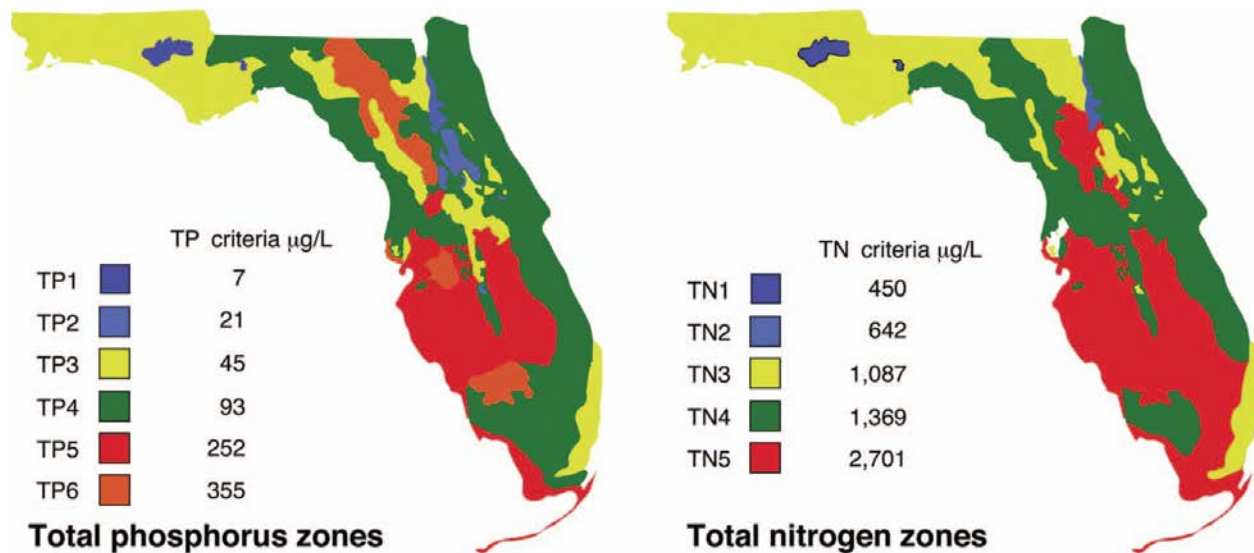 TP criteria μg/L
TP1 7
TP2 21
TP3 45
TP4 93
TP5 252
TP6 355
Total phosphorus zones
TN criteria μg/L
TN1 450
TN2 642
TN3 1,087
TN4 1,369
TN5 2,701
Total nitrogen zones